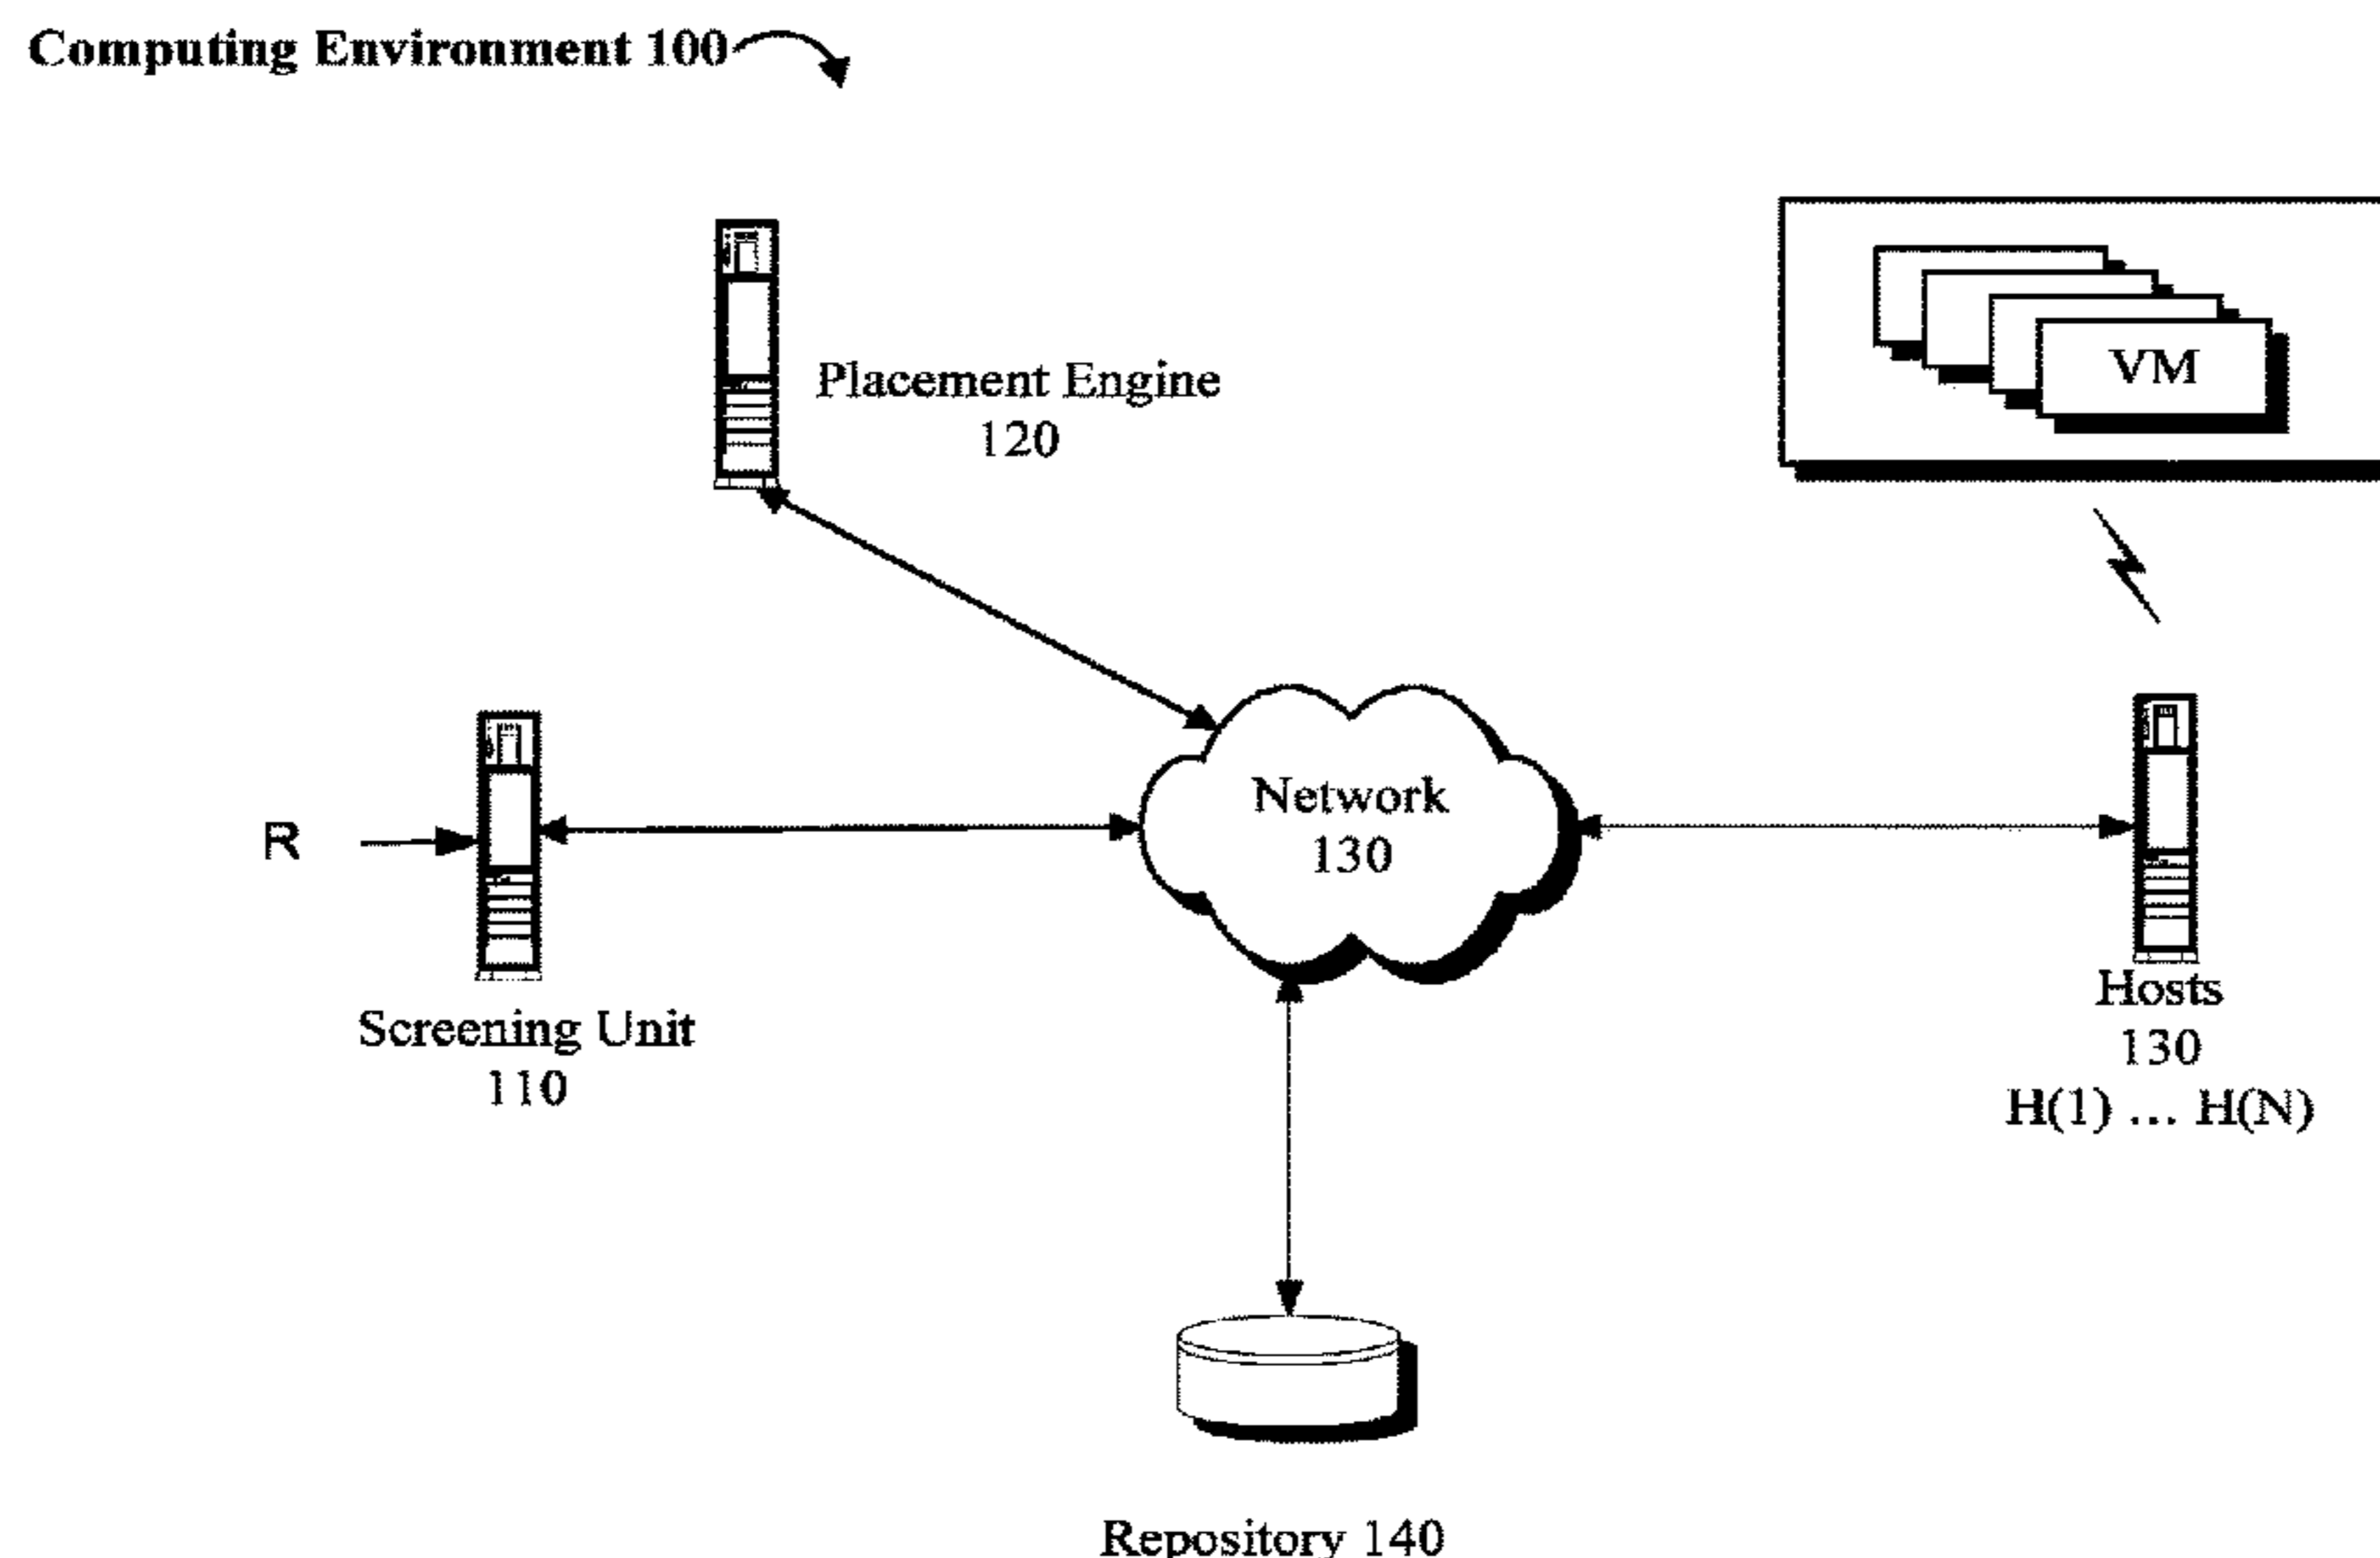 Computing Environment 100
Placement Engine
120
VM
Network
130
R
Screening Unit
110
Hosts
130
H(1) ... H(N)
Repository 140